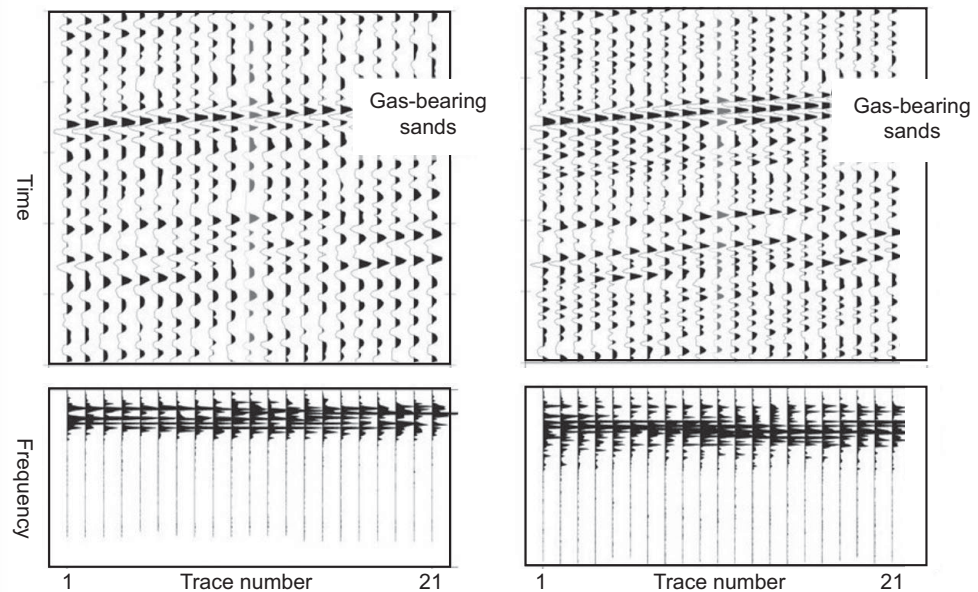 Gas-bearing
sands
Gas-bearing
sands
Time
Frequency
1 Trace number 21
1 Trace number 21